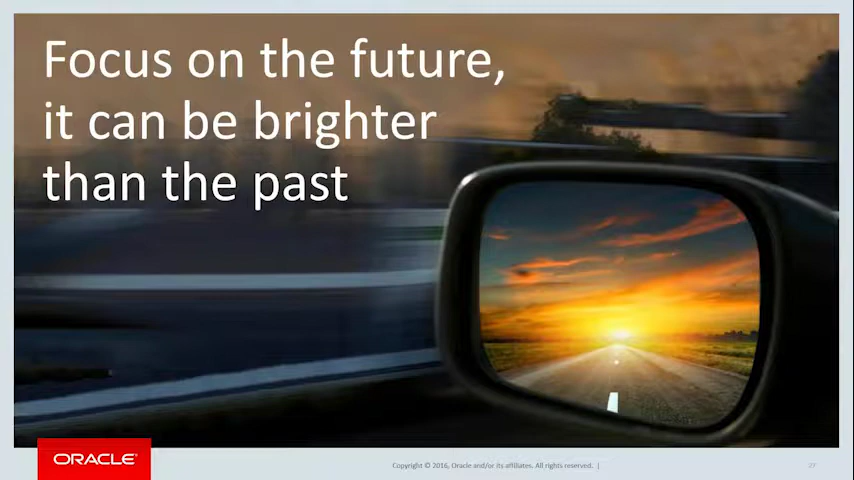 Focus on the future,
it can be brighter
than the past
ORACLE®
Copyright © 2016, Oracle and/or its affiliates. All rights reserved. |
27